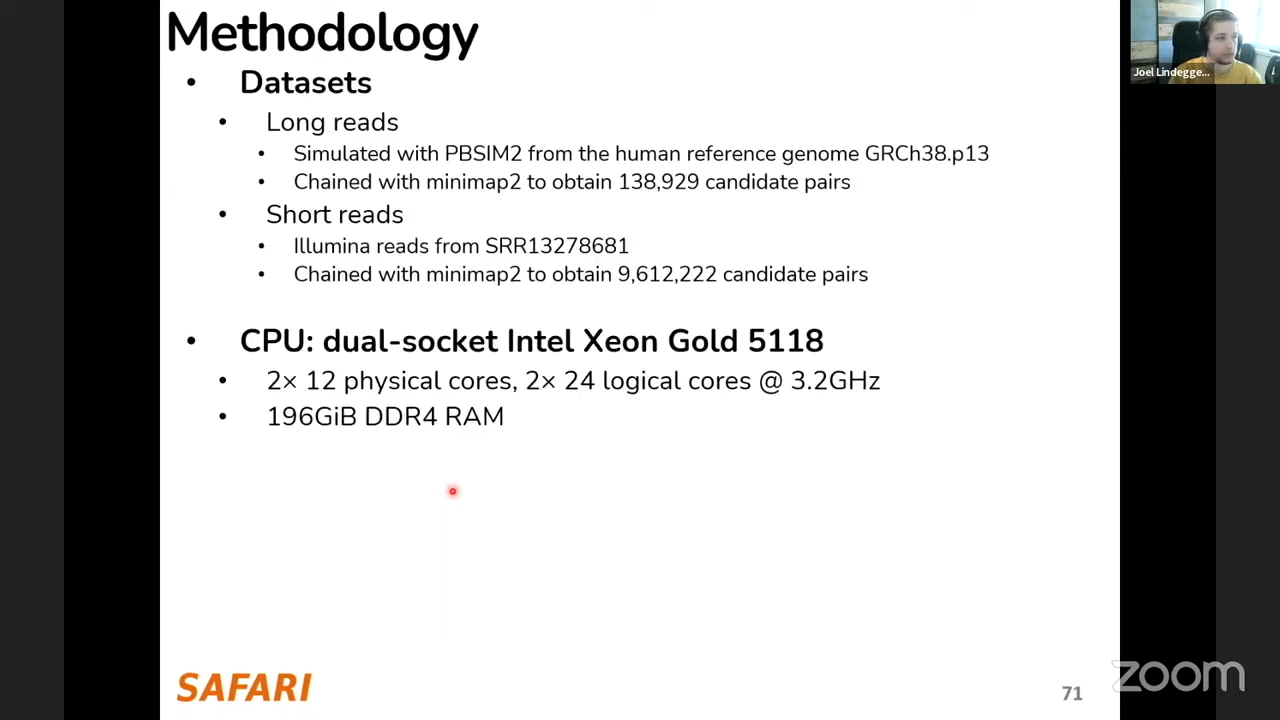 Methodology
• Datasets
• Long reads
• Simulated with PBSIM2 from the human reference genome GRCh38.p13
• Chained with minimap2 to obtain 138,929 candidate pairs
• Short reads
• Illumina reads from SRR13278681
• Chained with minimap2 to obtain 9,612,222 candidate pairs
• CPU: dual-socket Intel Xeon Gold 5118
• 2× 12 physical cores, 2× 24 logical cores @ 3.2GHz
• 196GiB DDR4 RAM
SAFARI
71
Joel Lindegge...
zoom